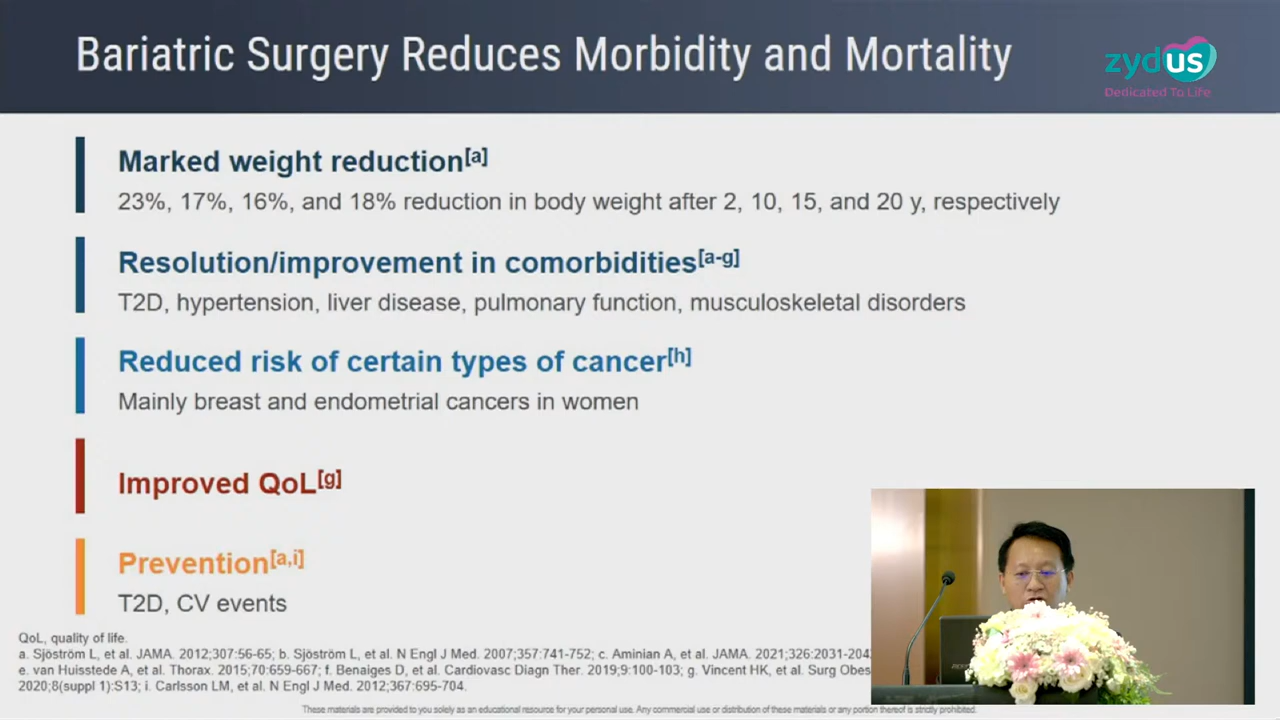 Bariatric Surgery Reduces Morbidity and Mortality
zydus
Dedicated To Life
Marked weight reduction[a]
23%, 17%, 16%, and 18% reduction in body weight after 2, 10, 15, and 20 y, respectively
Resolution/improvement in comorbidities[a-g]
T2D, hypertension, liver disease, pulmonary function, musculoskeletal disorders
Reduced risk of certain types of cancer[h]
Mainly breast and endometrial cancers in women
Improved QoL[g]
Prevention[a,i]
T2D, CV events
QoL, quality of life.
a. Sjöström L, et al. JAMA. 2012;307:56-65; b. Sjöström L, et al. N Engl J Med. 2007;357:741-752; c. Aminian A, et al. JAMA. 2021;326:2031-204
e. van Huisstede A, et al. Thorax. 2015;70:659-667; f. Benaiges D, et al. Cardiovasc Diagn Ther. 2019;9:100-103; g. Vincent HK, et al. Surg Obes
2020;8(suppl 1):S13; i. Carlsson LM, et al. N Engl J Med. 2012;367:695-704.
These materials are provided to you solely as an educational resource for your personal use. Any commercial use or distribution of these materials or any portion thereof is strictly prohibited.